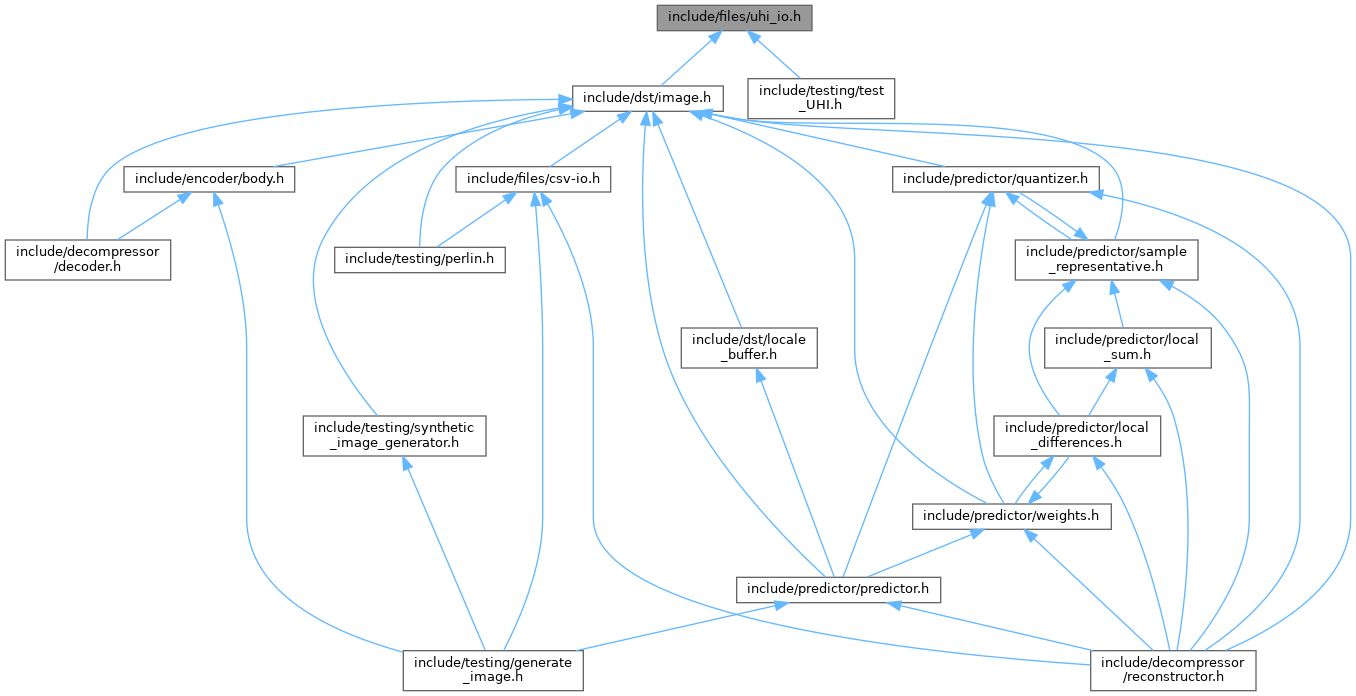 include/files/uhi_io.h
include/dst/image.h
include/testing/test
_UHI.h
include/encoder/body.h
include/files/csv-io.h
include/predictor/quantizer.h
include/decompressor
/decoder.h
include/testing/perlin.h
include/predictor/sample
_representative.h
include/dst/locale
_buffer.h
include/predictor/local
_sum.h
include/testing/synthetic
_image_generator.h
include/predictor/local
_differences.h
include/predictor/weights.h
include/predictor/predictor.h
include/testing/generate
_image.h
include/decompressor
/reconstructor.h